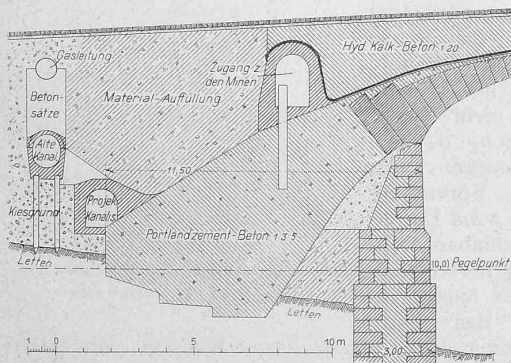 Gasleitung
Zugang z.
den Minen
Hyd. Kalk-Beton 1:20
Beton-
sätze
Material-Auffüllung
Alte
Kanal.
11,50
Kiesgrund
Projekt.
Kanalis.
Portlandzement-Beton 1:3:5
Letten
(0,0) Pegelpunkt
Letten
1 0 5 10 m
3,00